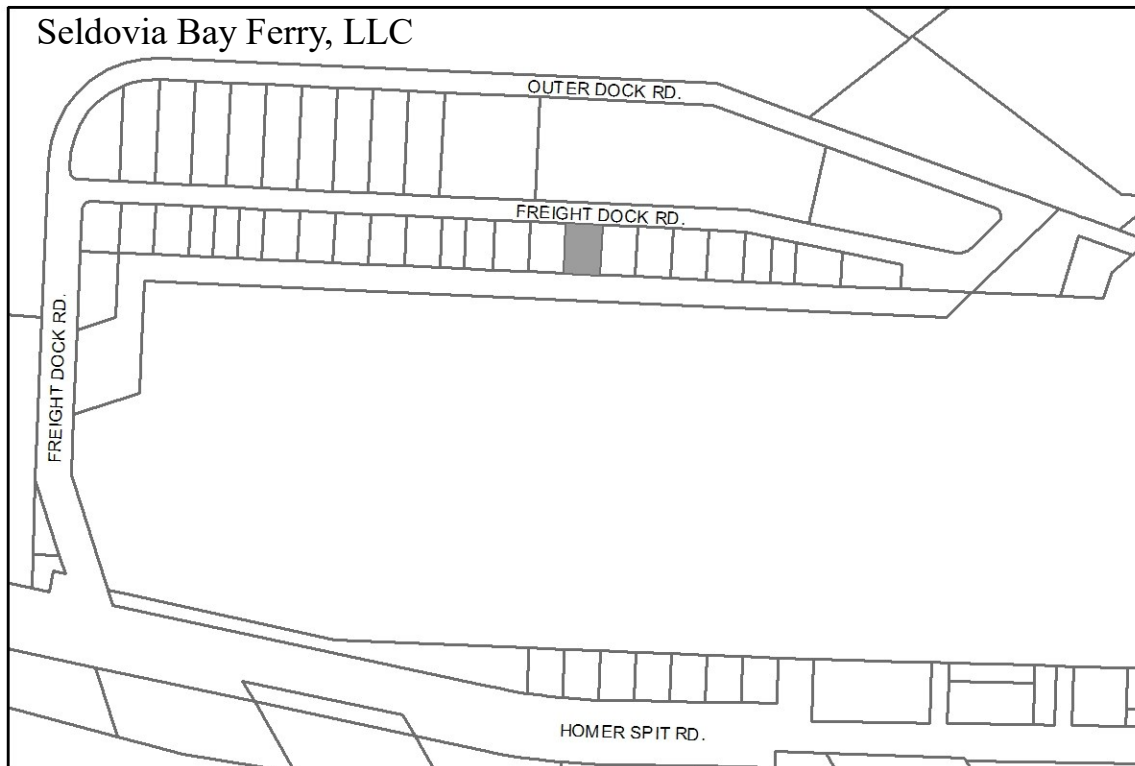 Seldovia Bay Ferry, LLC
OUTER DOCK RD.
FREIGHT DOCK RD.
FREIGHT DOCK RD.
HOMER SPIT RD.